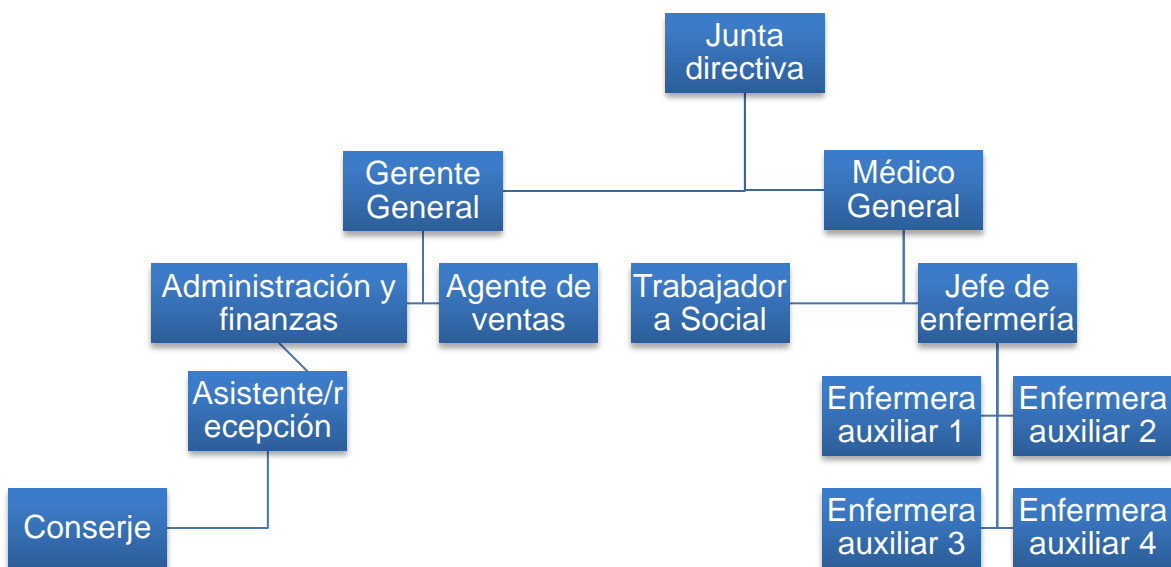 Junta
directiva
Gerente
General
Médico
General
Administración y
finanzas
Agente de
ventas
Trabajador
a Social
Jefe de
enfermería
Asistente/r
ecepción
Enfermera
auxiliar 1
Enfermera
auxiliar 2
Conserje
Enfermera
auxiliar 3
Enfermera
auxiliar 4